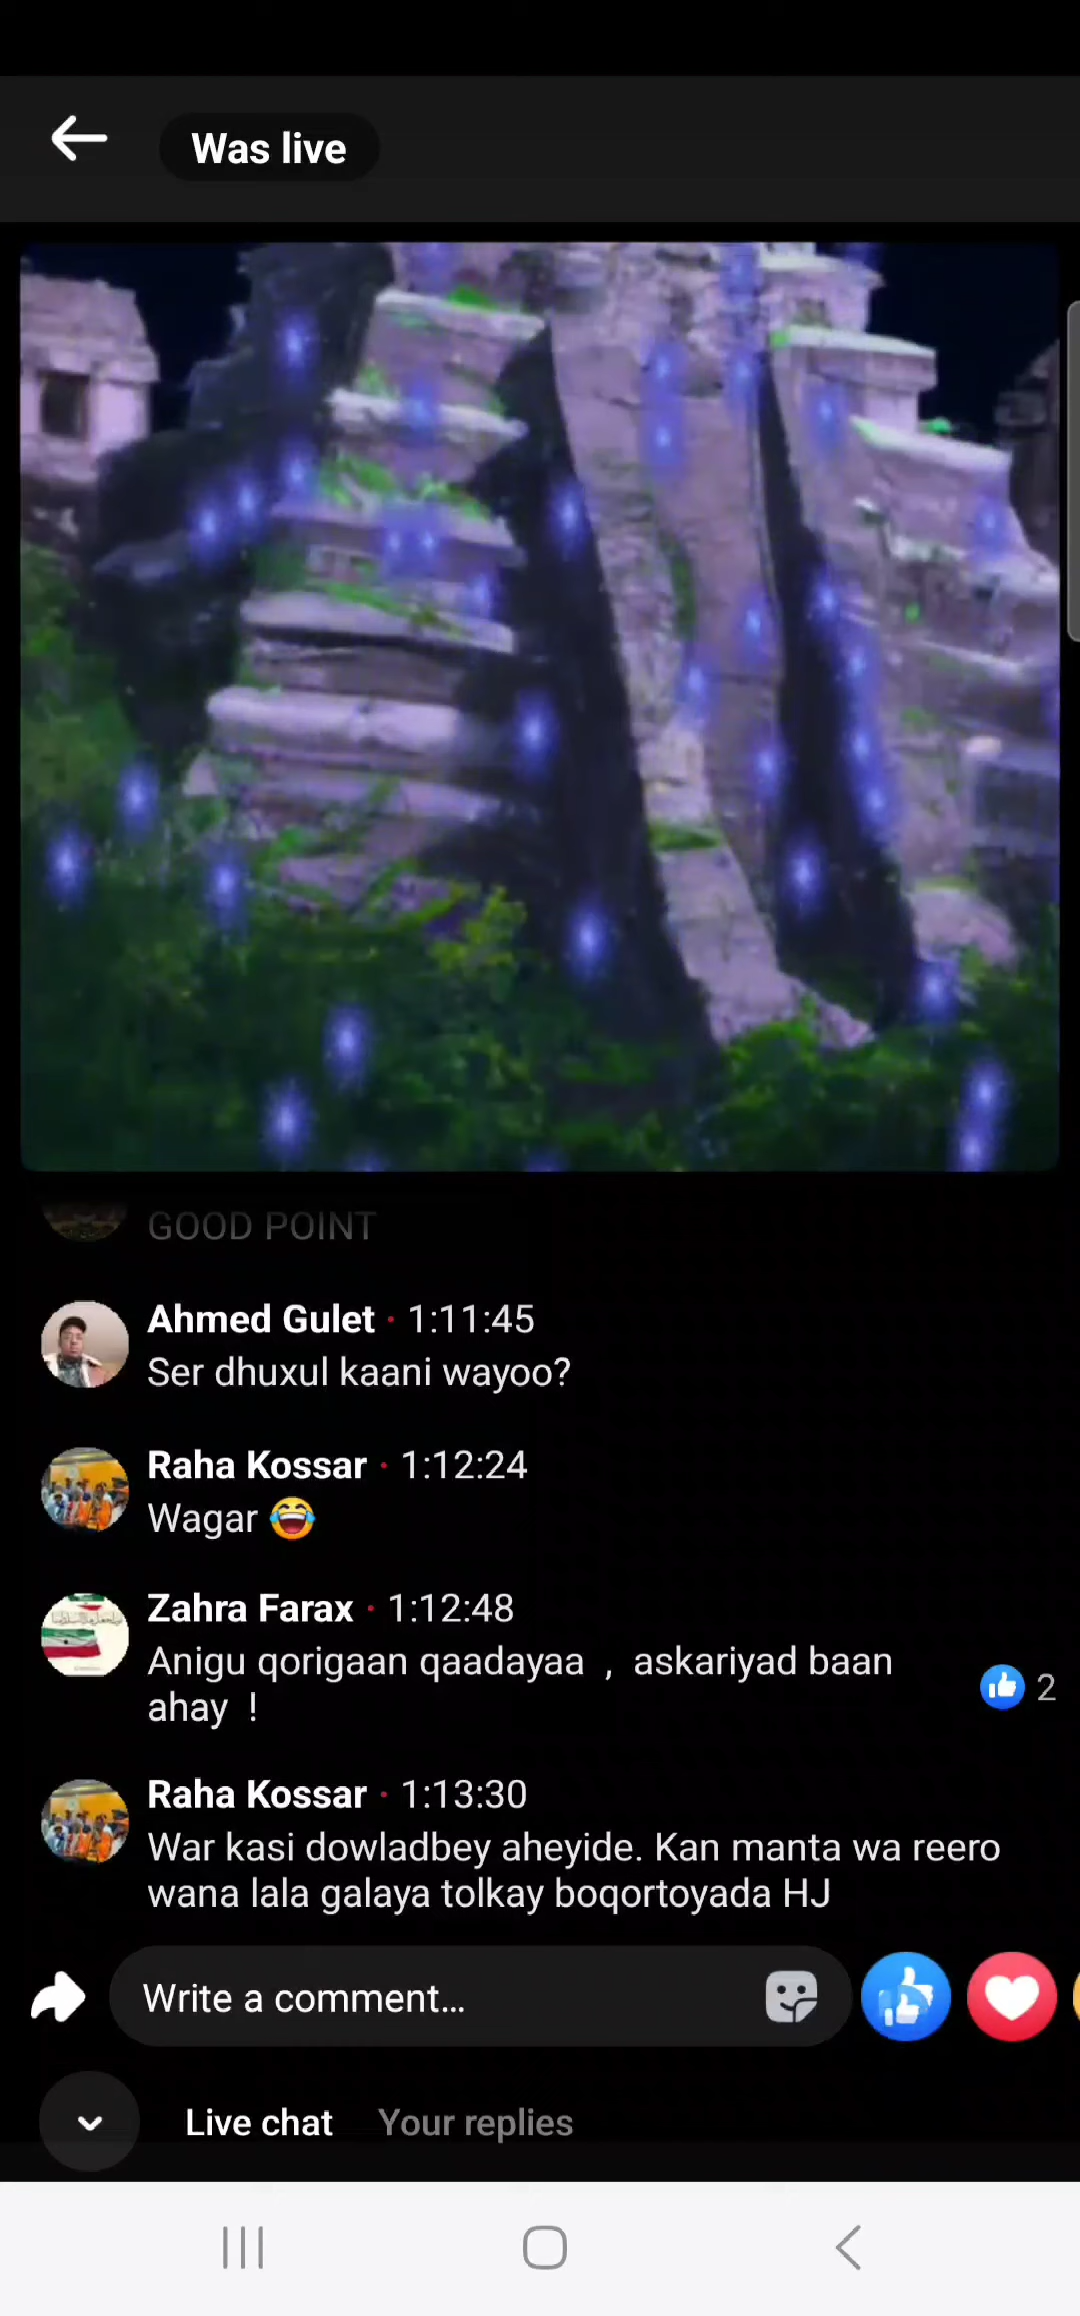 Was live
GOOD POINT
Ahmed Gulet · 1:11:45
Ser dhuxul kaani wayoo?
Raha Kossar · 1:12:24
Wagar 😂
Zahra Farax · 1:12:48
Anigu qorigaan qaadayaa , askariyad baan
ahay !
2
Raha Kossar · 1:13:30
War kasi dowladbey aheyide. Kan manta wa reero
wana lala galaya tolkay boqortoyada HJ
Write a comment...
Live chat Your replies